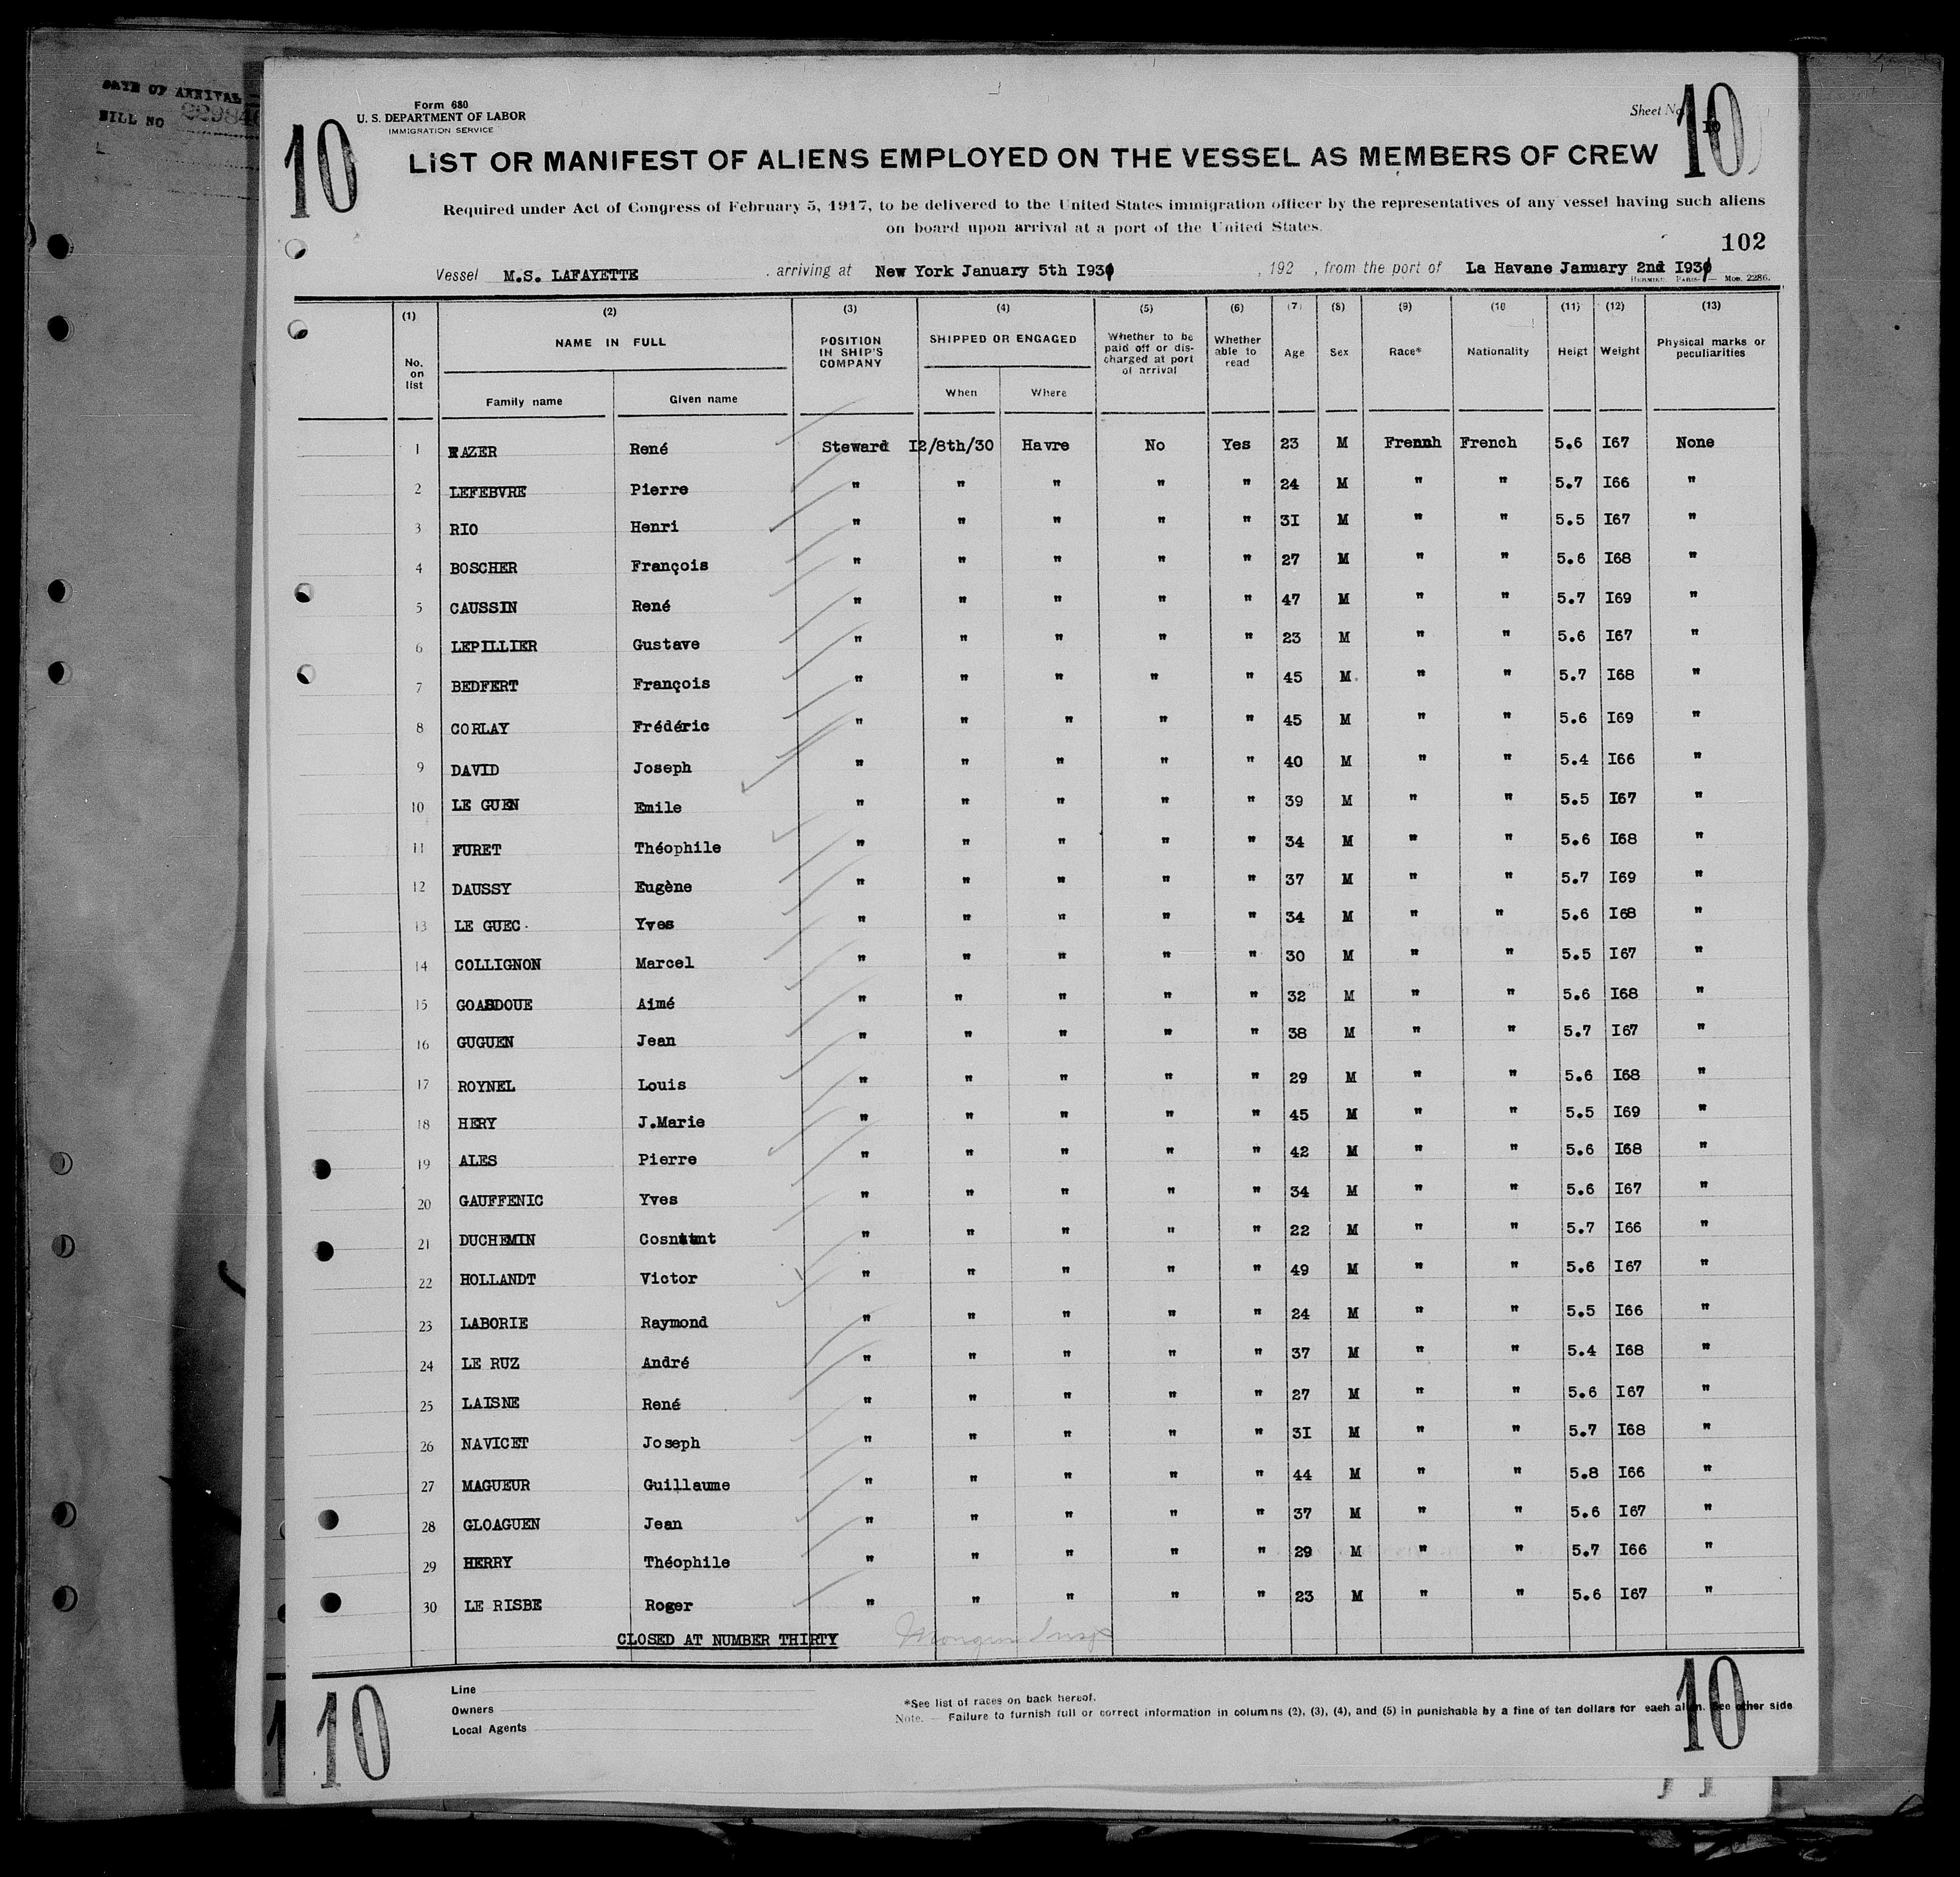 DATE OF ARRIVAL
BILL NO
Form 680
U. S. DEPARTMENT OF LABOR
IMMIGRATION SERVICE
Sheet No. 10
10 10
LIST OR MANIFEST OF ALIENS EMPLOYED ON THE VESSEL AS MEMBERS OF CREW
Required under Act of Congress of February 5, 1917, to be delivered to the United States immigration officer by the representatives of any vessel having such aliens
on board upon arrival at a port of the United States.
102
Vessel M.S. LAFAYETTE , arriving at New York January 5th I931 , 192 , from the port of La Havane January 2nd I931
HERMIEU PARIS — Mod. 2286.
(1) (2) (3) (4) (5) (6) (7) (8) (9) (10 (11) (12) (13)
No. on list NAME IN FULL Family name Given name POSITION IN SHIP'S COMPANY SHIPPED OR ENGAGED When Where Whether to be paid off or dis- charged at port of arrival Whether able to read Age Sex Race* Nationality Heigt Weight Physical marks or peculiarities
1 AZER René Steward I2/8th/30 Havre No Yes 23 M Frennh French 5.6 I67 None
2 LEFEBVRE Pierre " " " " " 24 M " " 5.7 I66 "
3 RIO Henri " " " " " 3I M " " 5.5 I67 "
4 BOSCHER François " " " " " 27 M " " 5.6 I68 "
5 CAUSSIN René " " " " " 47 M " " 5.7 I69 "
6 LEPILLIER Gustave " " " " " 23 M " " 5.6 I67 "
7 BEDFERT François " " " " " 45 M " " 5.7 I68 "
8 CORLAY Frédéric " " " " " 45 M " " 5.6 I69 "
9 DAVID Joseph " " " " " 40 M " " 5.4 I66 "
10 LE GUEN Emile " " " " " 39 M " " 5.5 I67 "
11 FURET Théophile " " " " " 34 M " " 5.6 I68 "
12 DAUSSY Eugène " " " " " 37 M " " 5.7 I69 "
13 LE GUEC Yves " " " " " 34 M " " 5.6 I68 "
14 COLLIGNON Marcel " " " " " 30 M " " 5.5 I67 "
15 GOASDOUE Aimé " " " " " 32 M " " 5.6 I68 "
16 GUGUEN Jean " " " " " 38 M " " 5.7 I67 "
17 ROYNEL Louis " " " " " 29 M " " 5.6 I68 "
18 HERY J.Marie " " " " " 45 M " " 5.5 I69 "
19 ALES Pierre " " " " " 42 M " " 5.6 I68 "
20 GAUFFENIC Yves " " " " " 34 M " " 5.6 I67 "
21 DUCHEMIN Cosntant " " " " " 22 M " " 5.7 I66 "
22 HOLLANDT Victor " " " " " 49 M " " 5.6 I67 "
23 LABORIE Raymond " " " " " 24 M " " 5.5 I66 "
24 LE RUZ André " " " " " 37 M " " 5.4 I68 "
25 LAISNE René " " " " " 27 M " " 5.6 I67 "
26 NAVICET Joseph " " " " " 3I M " " 5.7 I68 "
27 MAGUEUR Guillaume " " " " " 44 M " " 5.8 I66 "
28 GLOAGUEN Jean " " " " " 37 M " " 5.6 I67 "
29 HERRY Théophile " " " " " 29 M " " 5.7 I66 "
30 LE RISBE Roger " " " " " 23 M " " 5.6 I67 "
CLOSED AT NUMBER THIRTY
Line
Owners
Local Agents
*See list of races on back hereof.
Note. — Failure to furnish full or correct information in columns (2), (3), (4), and (5) in punishable by a fine of ten dollars for each alien. See other side
10 10